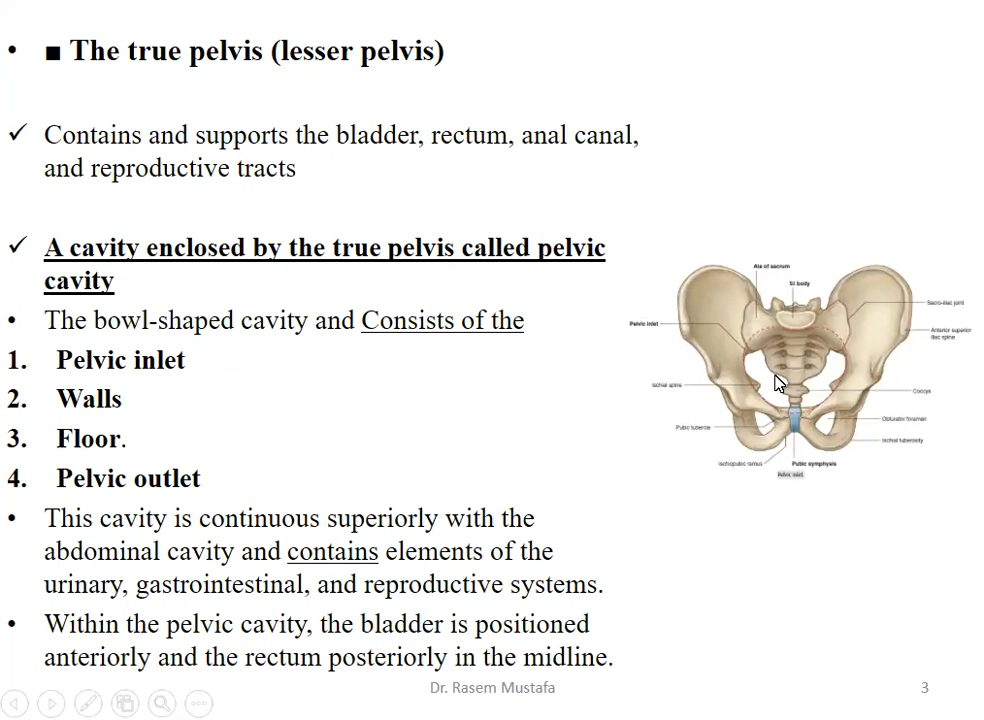 • ■ The true pelvis (lesser pelvis)
✓ Contains and supports the bladder, rectum, anal canal,
and reproductive tracts
✓ A cavity enclosed by the true pelvis called pelvic
cavity
• The bowl-shaped cavity and Consists of the
1. Pelvic inlet
2. Walls
3. Floor.
4. Pelvic outlet
• This cavity is continuous superiorly with the
abdominal cavity and contains elements of the
urinary, gastrointestinal, and reproductive systems.
• Within the pelvic cavity, the bladder is positioned
anteriorly and the rectum posteriorly in the midline.
Ala of sacrum
SI body
Sacro-iliac joint
Pelvic inlet
Anterior superior
iliac spine
Ischial spine
Coccyx
Pubic tubercle
Obturator foramen
Ischial tuberosity
Ischiopubic ramus
Pubic symphysis
Pelvic inlet.
Dr. Rasem Mustafa
3